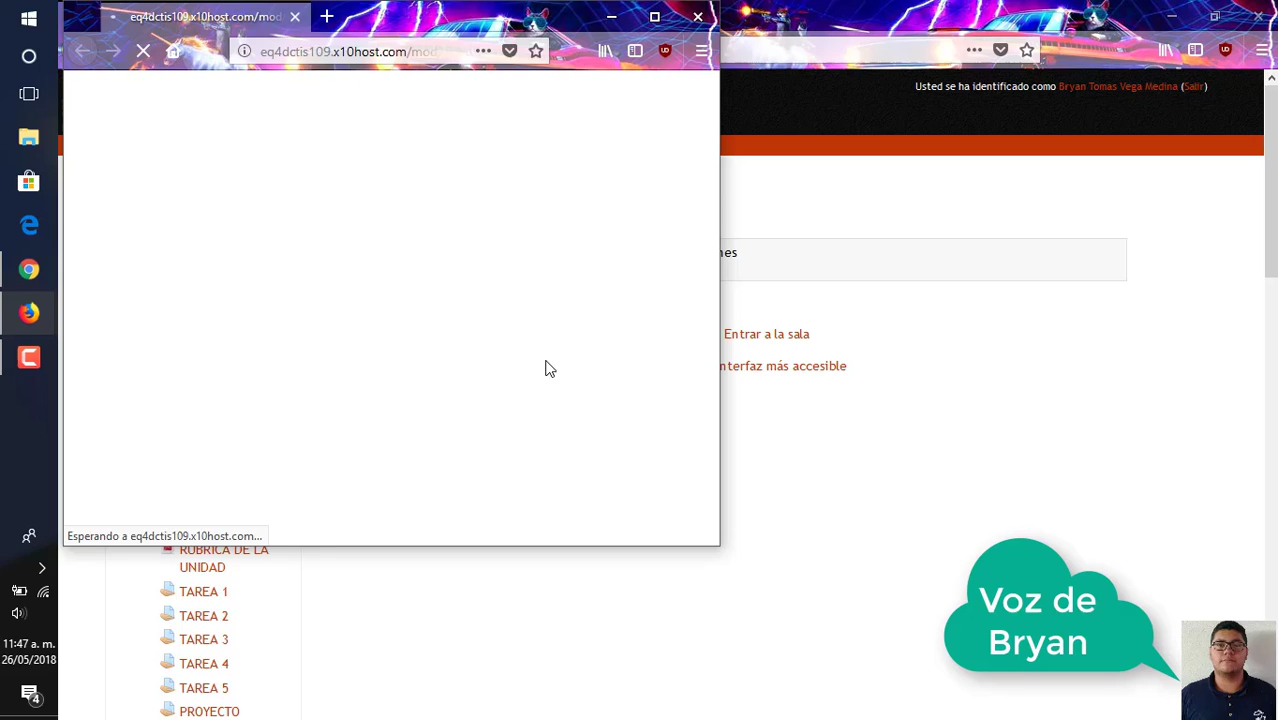 eq4dctis109.x10host.com/mod
eq4dctis109.x10host.com/mod
Usted se ha identificado como Bryan Tomas Vega Medina (Salir)
nes
Entrar a la sala
nterfaz más accesible
Esperando a eq4dctis109.x10host.com...
RÚBRICA DE LA
UNIDAD
TAREA 1
TAREA 2
TAREA 3
TAREA 4
TAREA 5
PROYECTO
11:47 a. m.
26/05/2018
4
Voz de
Bryan